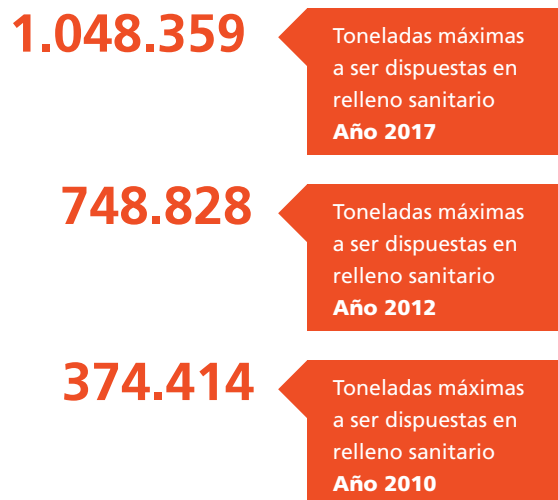 1.048.359
Toneladas máximas
a ser dispuestas en
relleno sanitario
Año 2017
748.828
Toneladas máximas
a ser dispuestas en
relleno sanitario
Año 2012
374.414
Toneladas máximas
a ser dispuestas en
relleno sanitario
Año 2010